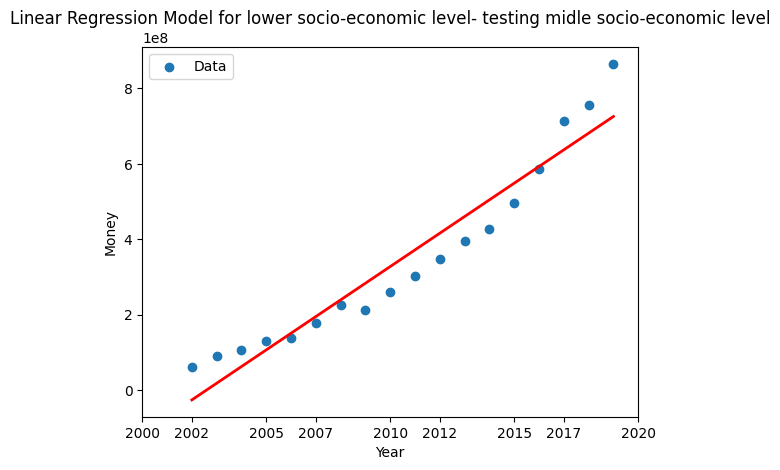 Linear Regression Model for lower socio-economic level- testing midle socio-economic level
1e8
Data
8
6
4
2
0
Money
2000 2002 2005 2007 2010 2012 2015 2017 2020
Year